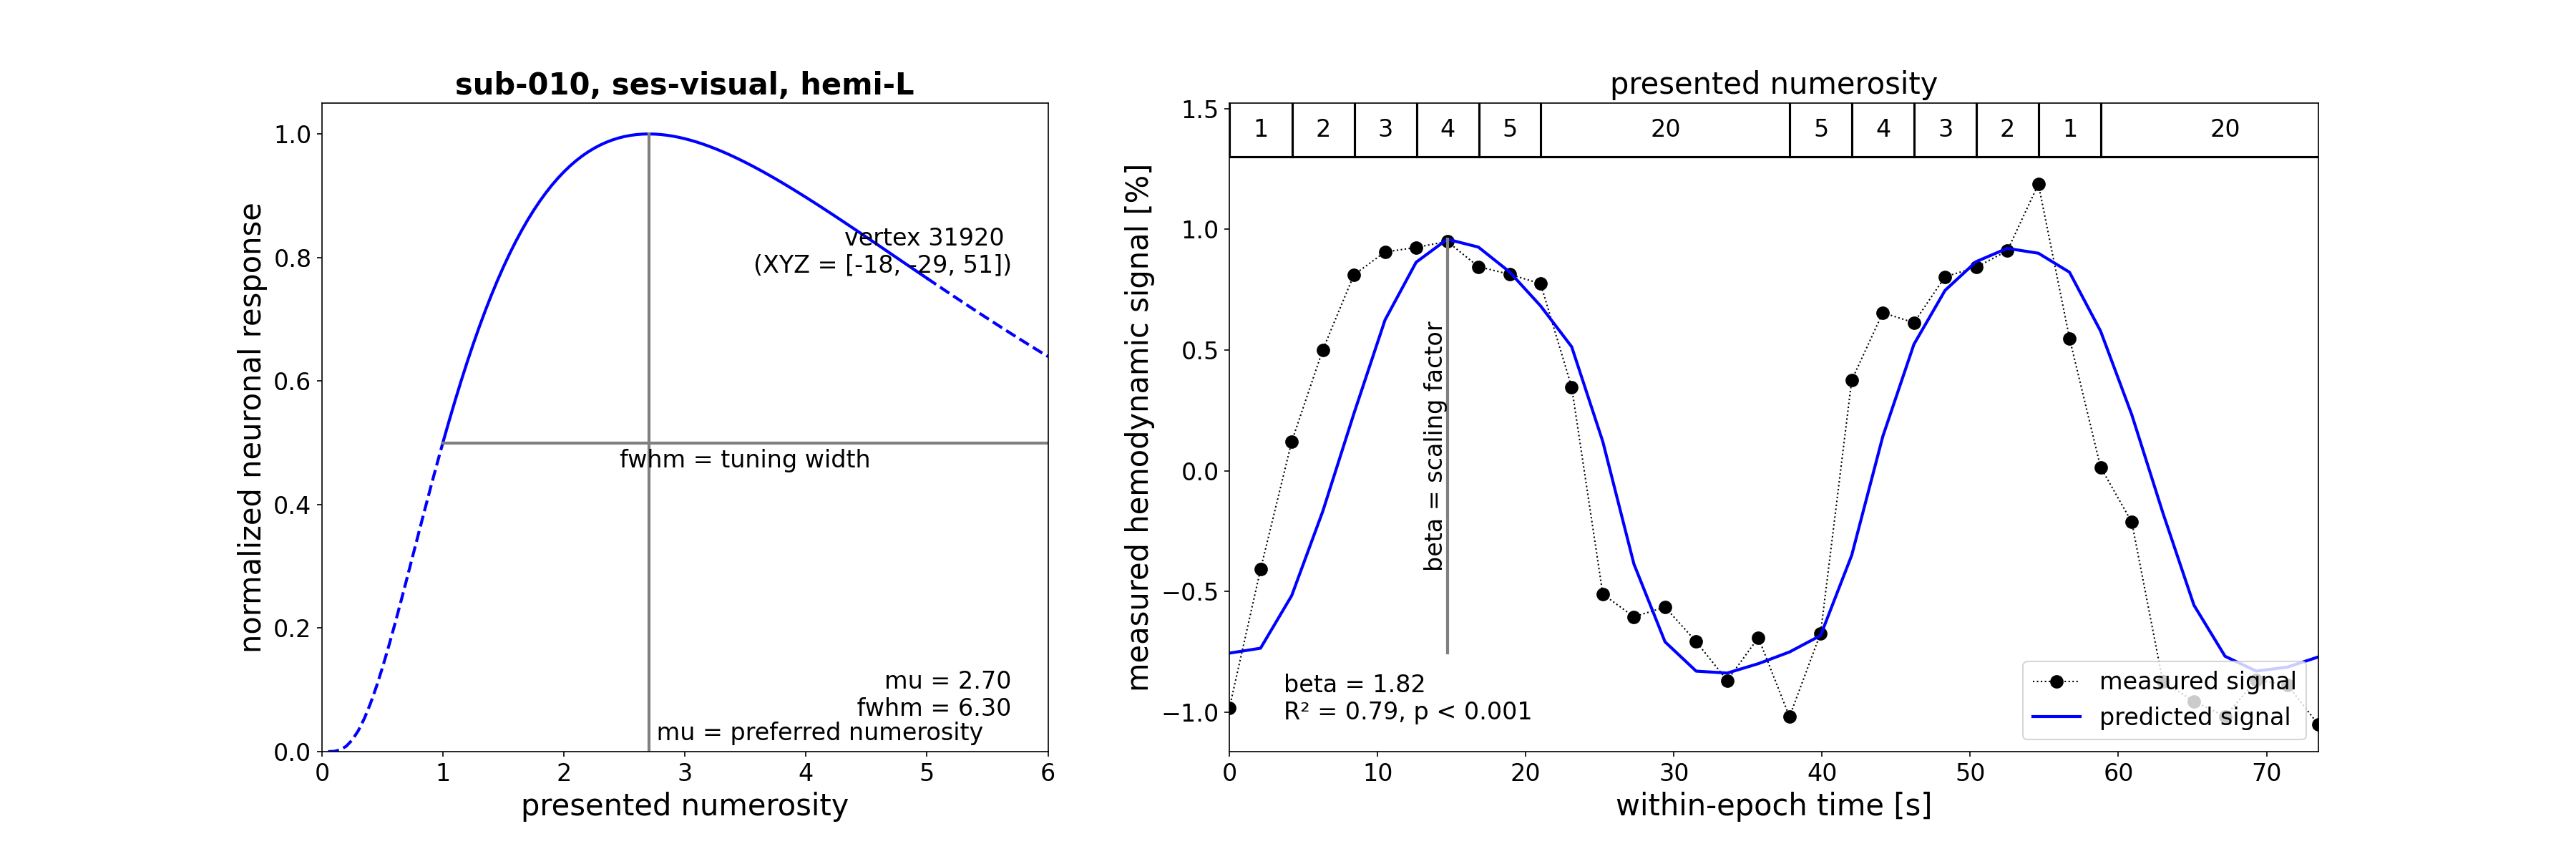 sub-010, ses-visual, hemi-L
normalized neuronal response
1.0
0.8
0.6
0.4
0.2
0.0
vertex 31920
(XYZ = [-18, -29, 51])
fwhm = tuning width
mu = 2.70
fwhm = 6.30
mu = preferred numerosity
0 1 2 3 4 5 6
presented numerosity
presented numerosity
measured hemodynamic signal [%]
1.5
1.0
0.5
0.0
−0.5
−1.0
1 2 3 4 5 20 5 4 3 2 1 20
beta = scaling factor
beta = 1.82
R² = 0.79, p < 0.001
measured signal
predicted signal
0 10 20 30 40 50 60 70
within-epoch time [s]